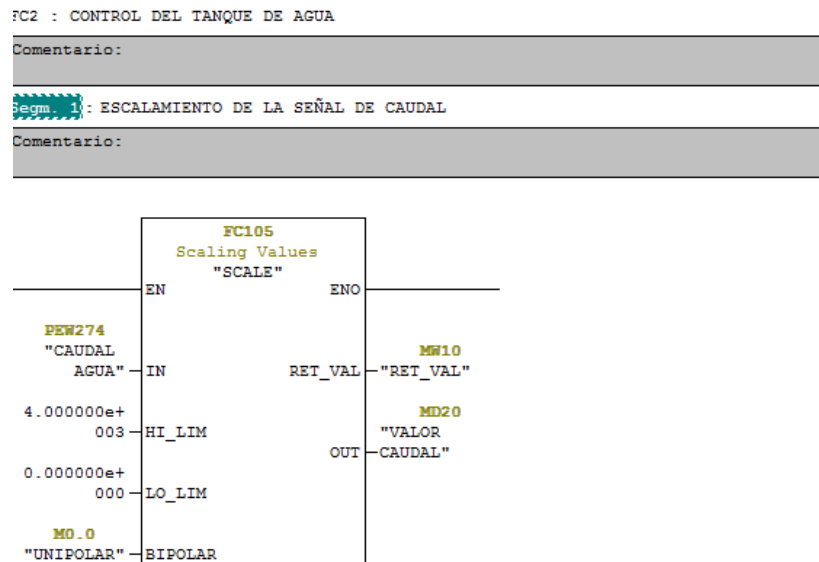 FC2 : CONTROL DEL TANQUE DE AGUA
Comentario:
Segm. 1: ESCALAMIENTO DE LA SEÑAL DE CAUDAL
Comentario:
FC105
Scaling Values
"SCALE"
EN ENO
PEW274
"CAUDAL MW10
AGUA" IN RET_VAL "RET_VAL"
4.000000e+ MD20
003 HI_LIM "VALOR
OUT CAUDAL"
0.000000e+
000 LO_LIM
M0.0
"UNIPOLAR" BIPOLAR